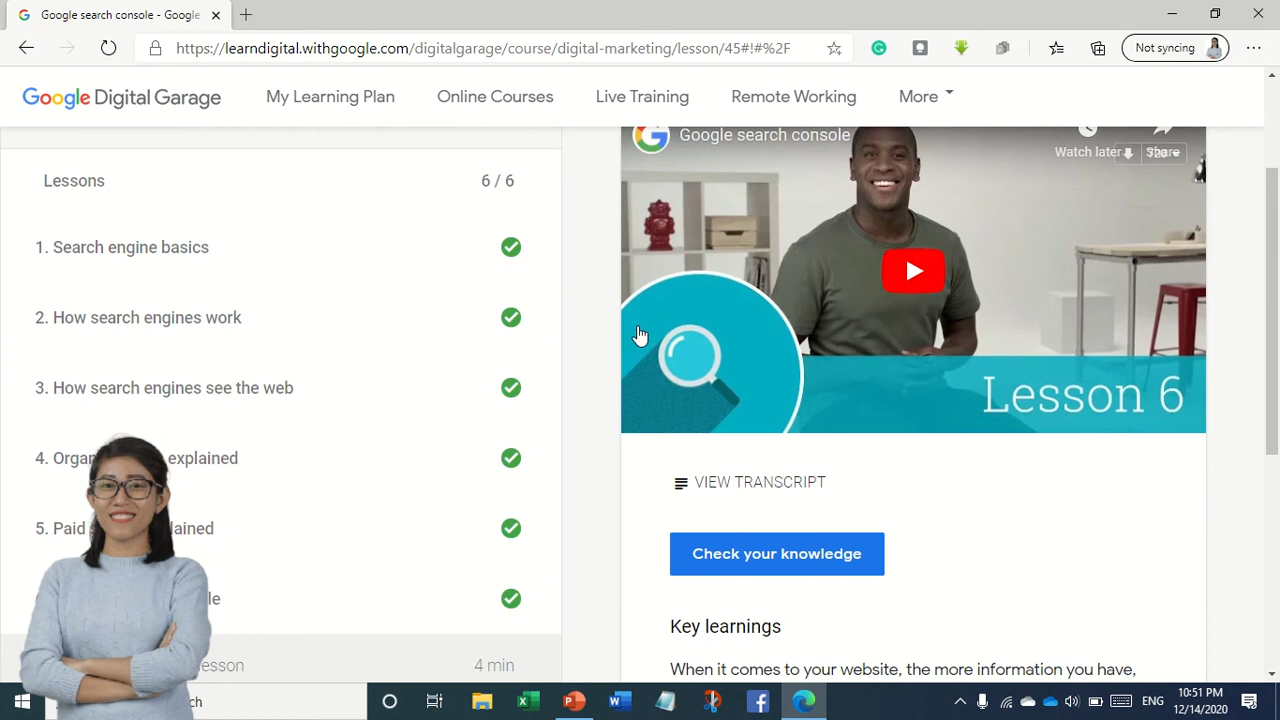 Google search console - Google
https://learndigital.withgoogle.com/digitalgarage/course/digital-marketing/lesson/45#!#%2F
Not syncing
Google Digital Garage
My Learning Plan
Online Courses
Live Training
Remote Working
More
Lessons
6 / 6
1. Search engine basics
2. How search engines work
3. How search engines see the web
4. Orga explained
5. Paid lained
le
esson
4 min
Google search console
Watch later
Share
Lesson 6
VIEW TRANSCRIPT
Check your knowledge
Key learnings
When it comes to your website, the more information you have,
rch
ENG
10:51 PM
12/14/2020